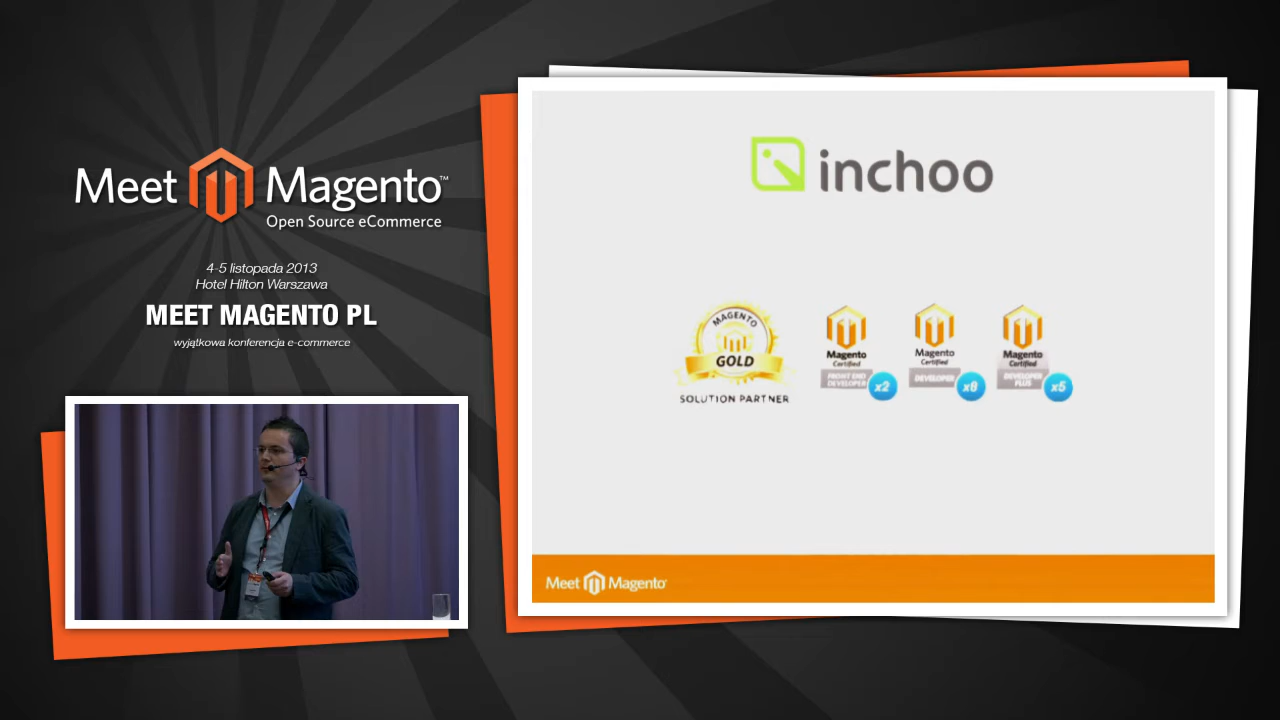 Meet Magento™
Open Source eCommerce
4-5 listopada 2013
Hotel Hilton Warszawa
MEET MAGENTO PL
wyjątkowa konferencja e-commerce
inchoo
MAGENTO
GOLD
SOLUTION PARTNER
Magento
Certified
FRONT END
DEVELOPER
x2
Magento
Certified
DEVELOPER
x8
Magento
Certified
DEVELOPER
PLUS
x5
Meet Magento